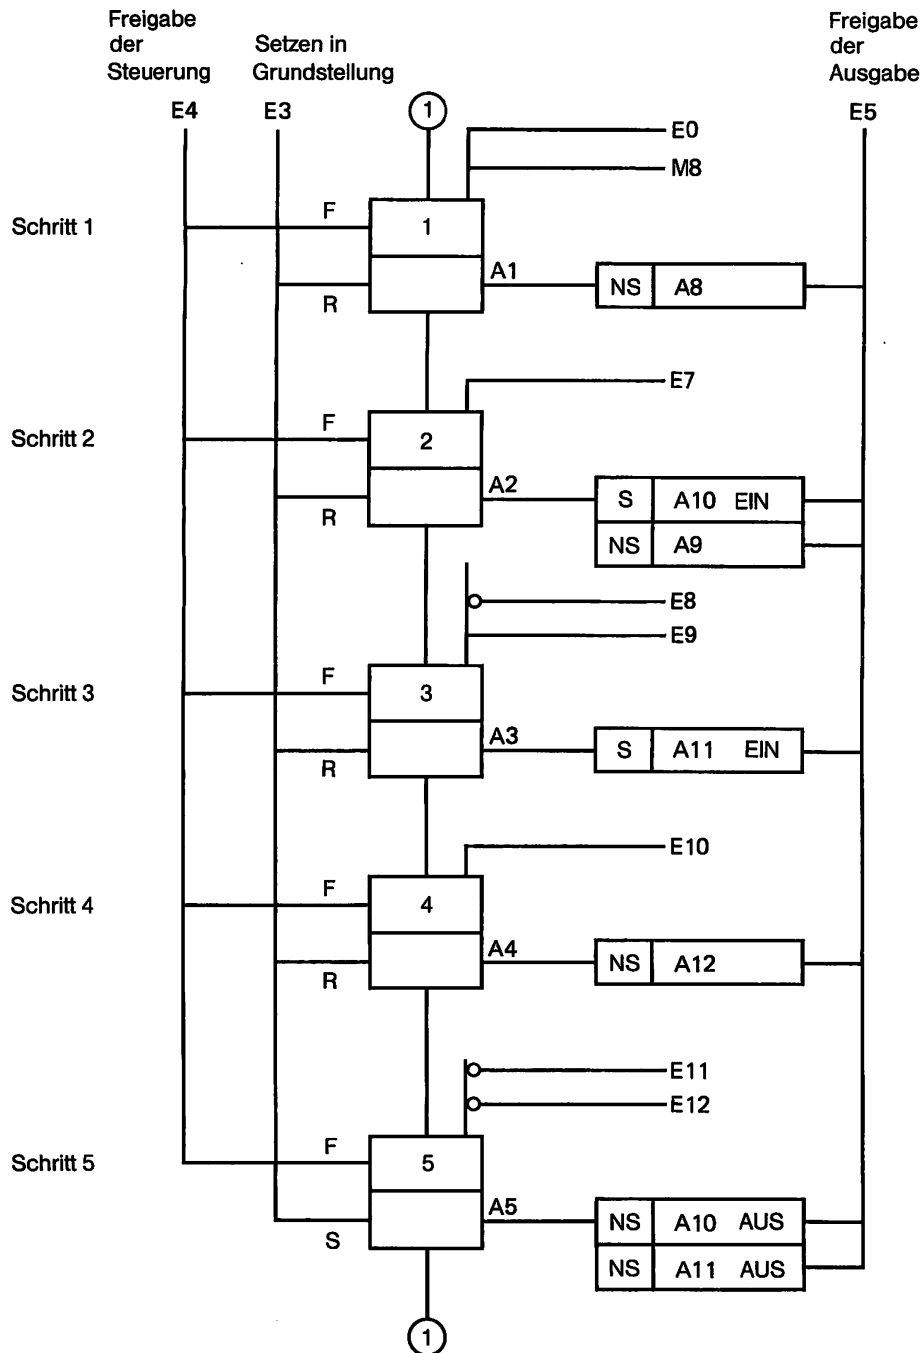 Freigabe
der
Steuerung
Setzen in
Grundstellung
Freigabe
der
Ausgabe
E4
E3
1
E5
E0
M8
Schritt 1
F
1
R
A1
NS A8
E7
Schritt 2
F
2
R
A2
S A10 EIN
NS A9
E8
E9
Schritt 3
F
3
R
A3
S A11 EIN
E10
Schritt 4
F
4
R
A4
NS A12
E11
E12
Schritt 5
F
5
S
A5
NS A10 AUS
NS A11 AUS
1